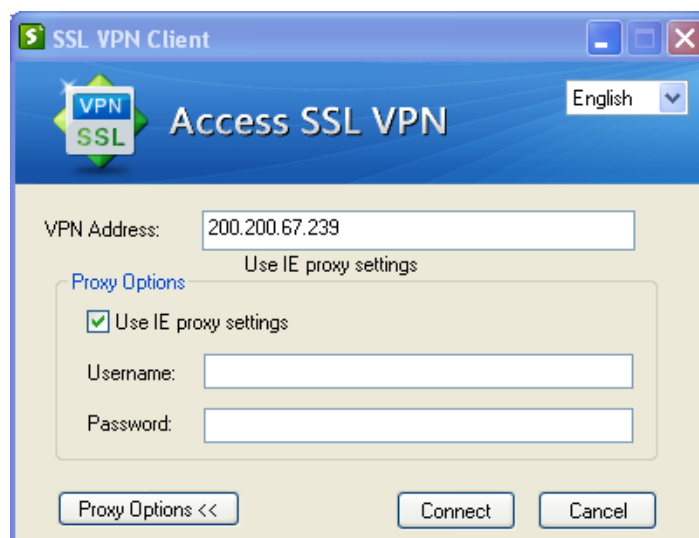 SSL VPN Client
VPN
SSL
Access SSL VPN
English
VPN Address: 200.200.67.239
Use IE proxy settings
Proxy Options
Use IE proxy settings
Username:
Password:
Proxy Options <<
Connect
Cancel